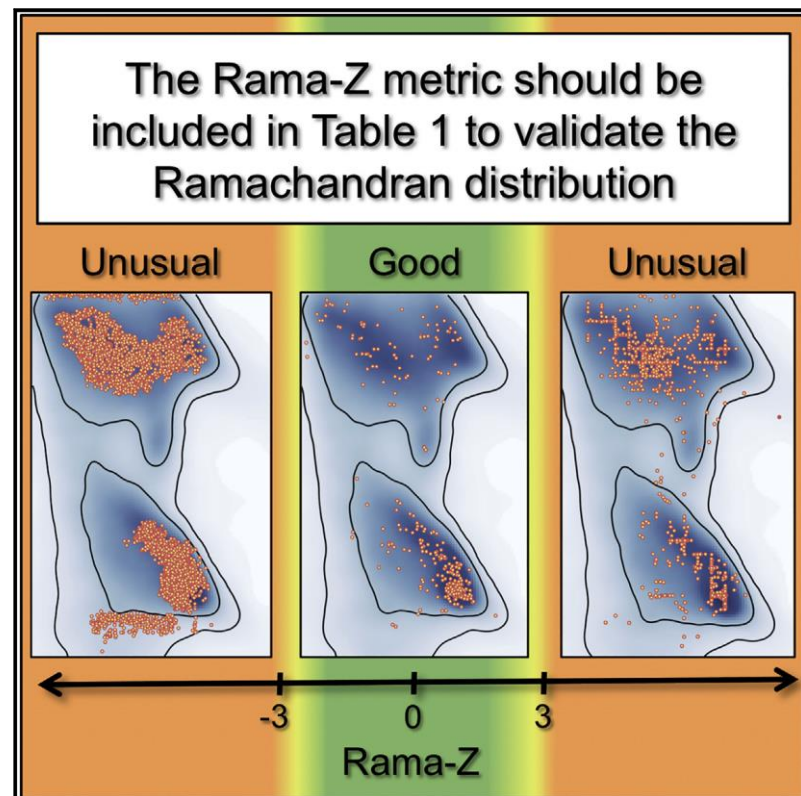 The Rama-Z metric should be
included in Table 1 to validate the
Ramachandran distribution
Unusual
Good
Unusual
-3
0
3
Rama-Z